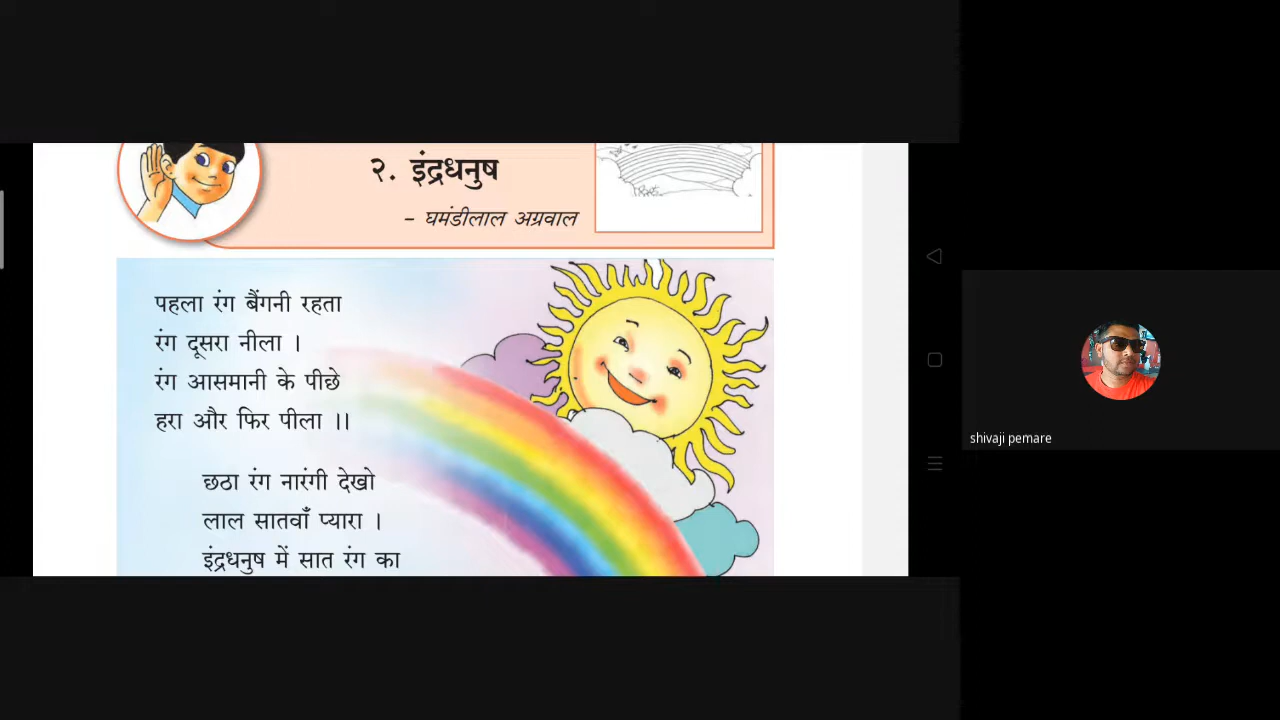 २. इंद्रधनुष
- घमंडीलाल अग्रवाल
पहला रंग बैंगनी रहता
रंग दूसरा नीला ।
रंग आसमानी के पीछे
हरा और फिर पीला ।।
छठा रंग नारंगी देखो
लाल सातवाँ प्यारा ।
इंद्रधनुष में सात रंग का
shivaji pemare